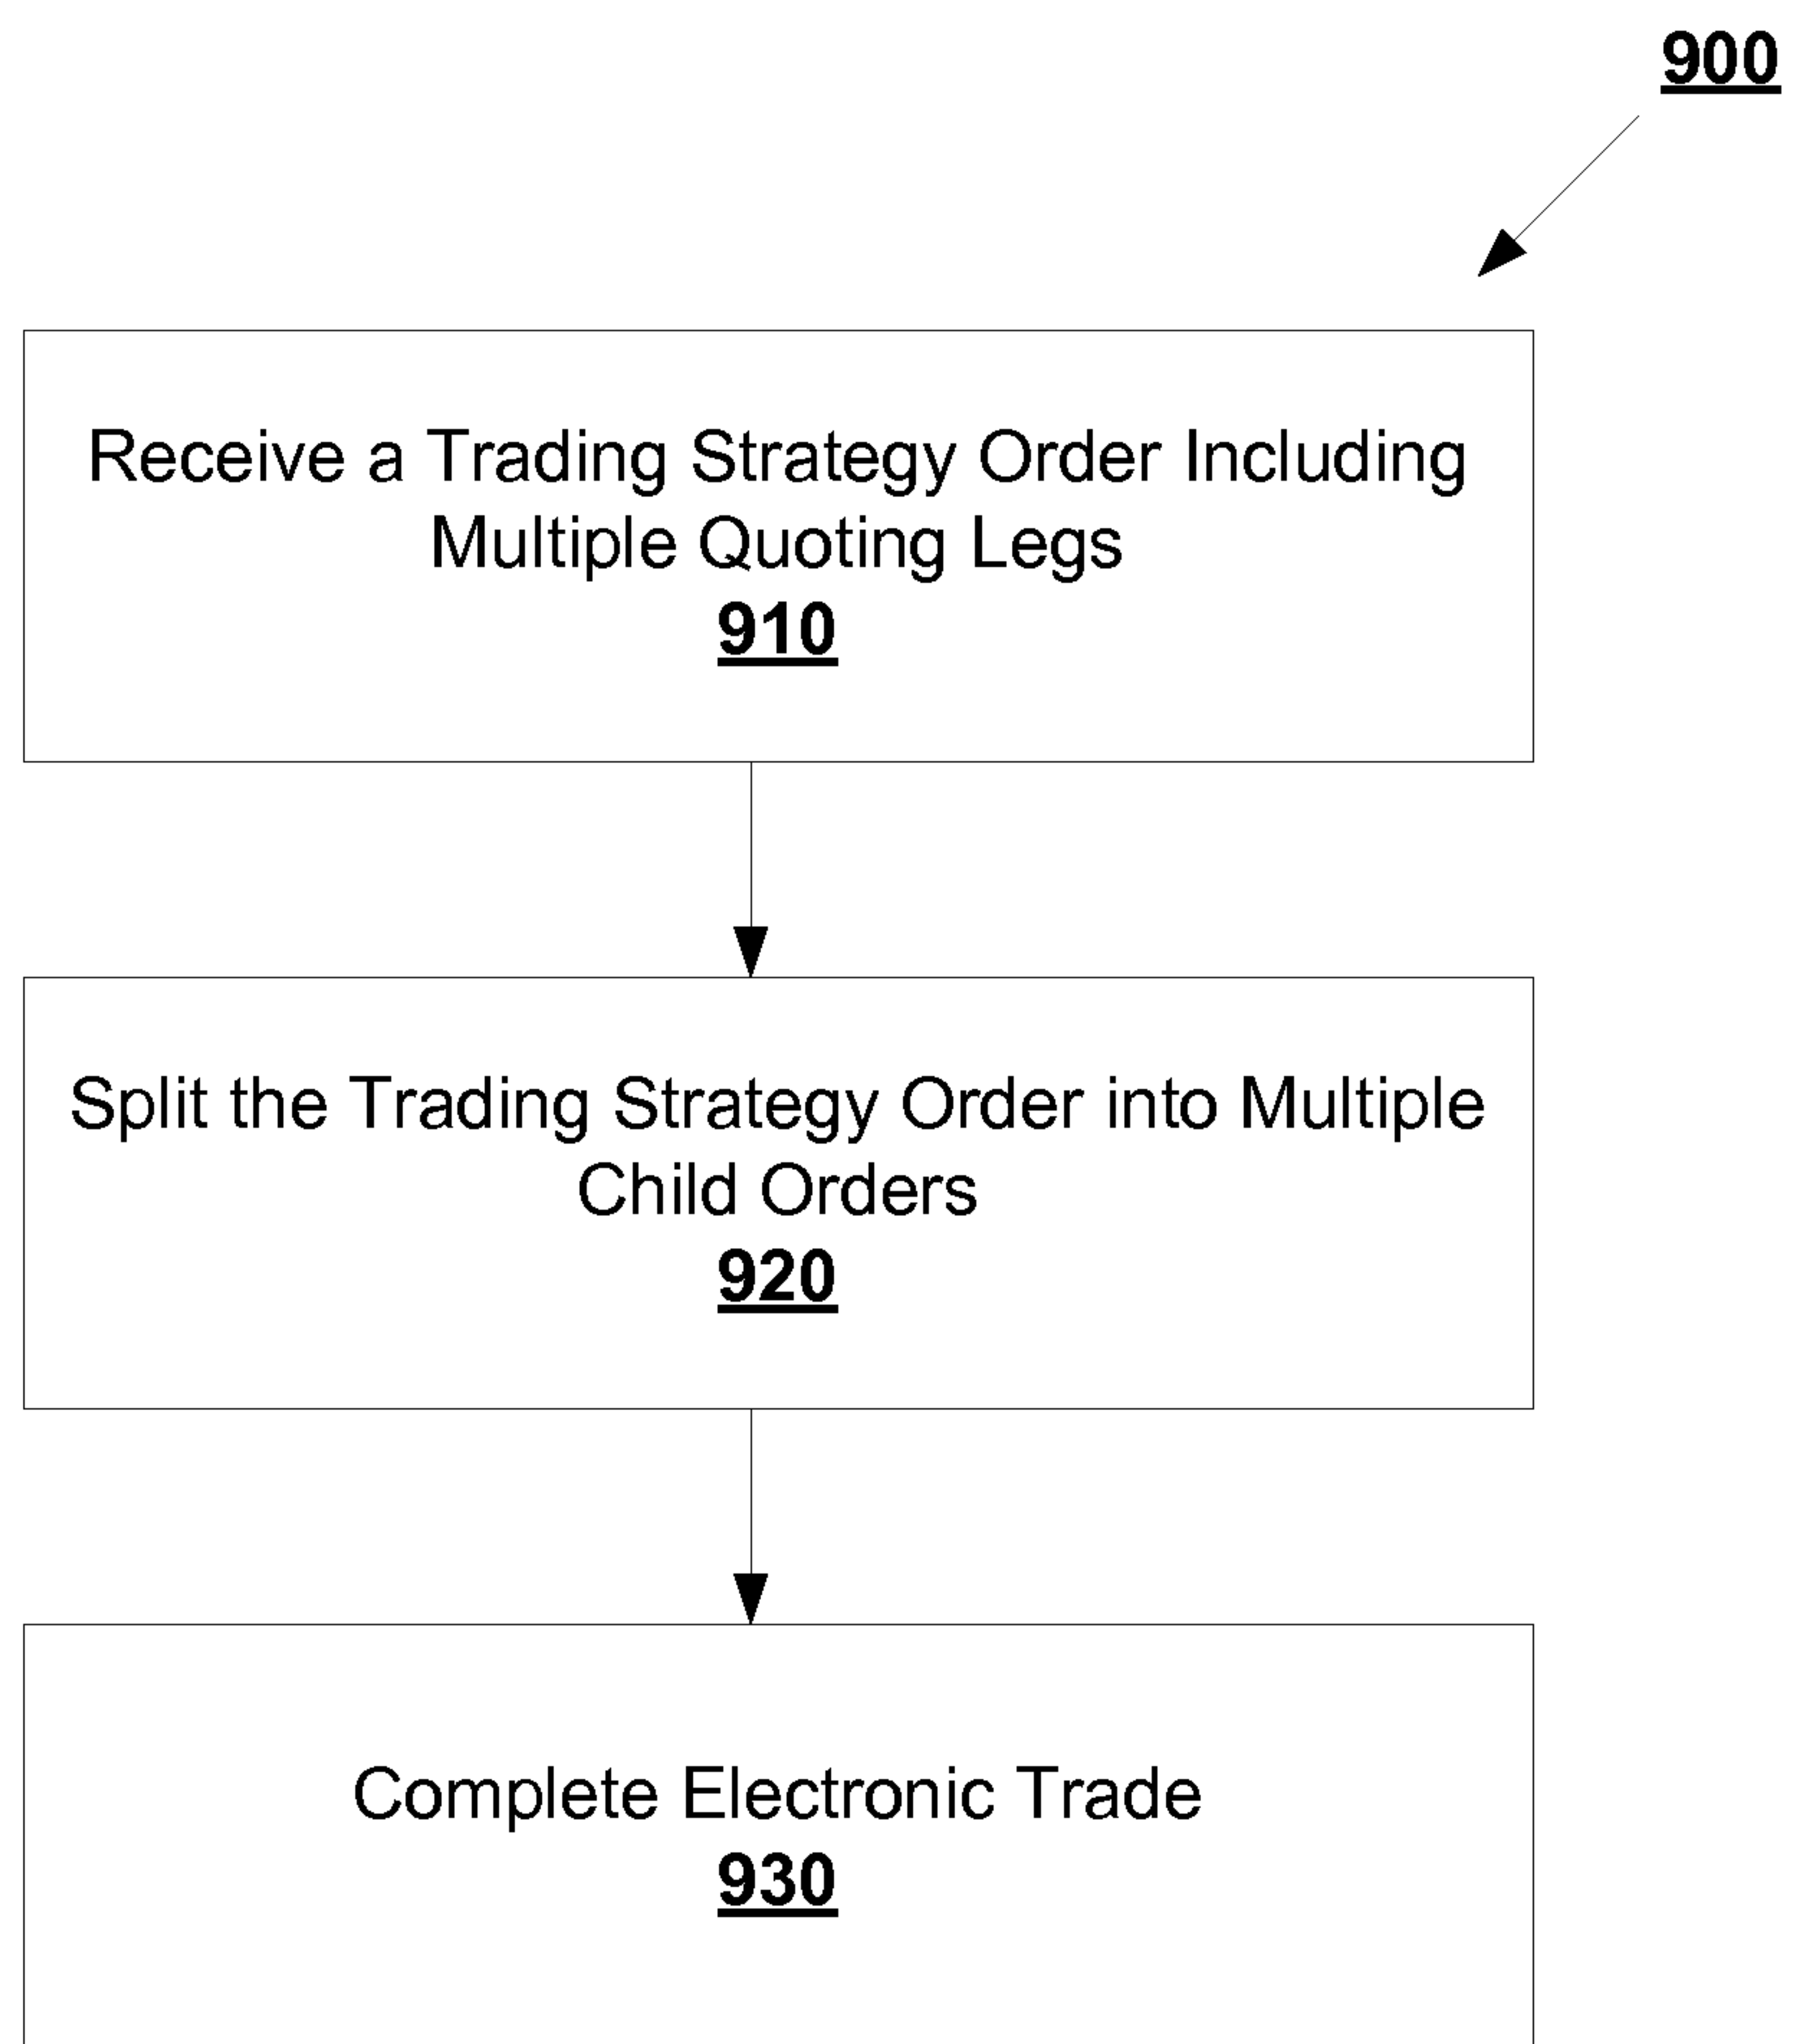 900
Receive a Trading Strategy Order Including
Multiple Quoting Legs
910
Split the Trading Strategy Order into Multiple
Child Orders
920
Complete Electronic Trade
930